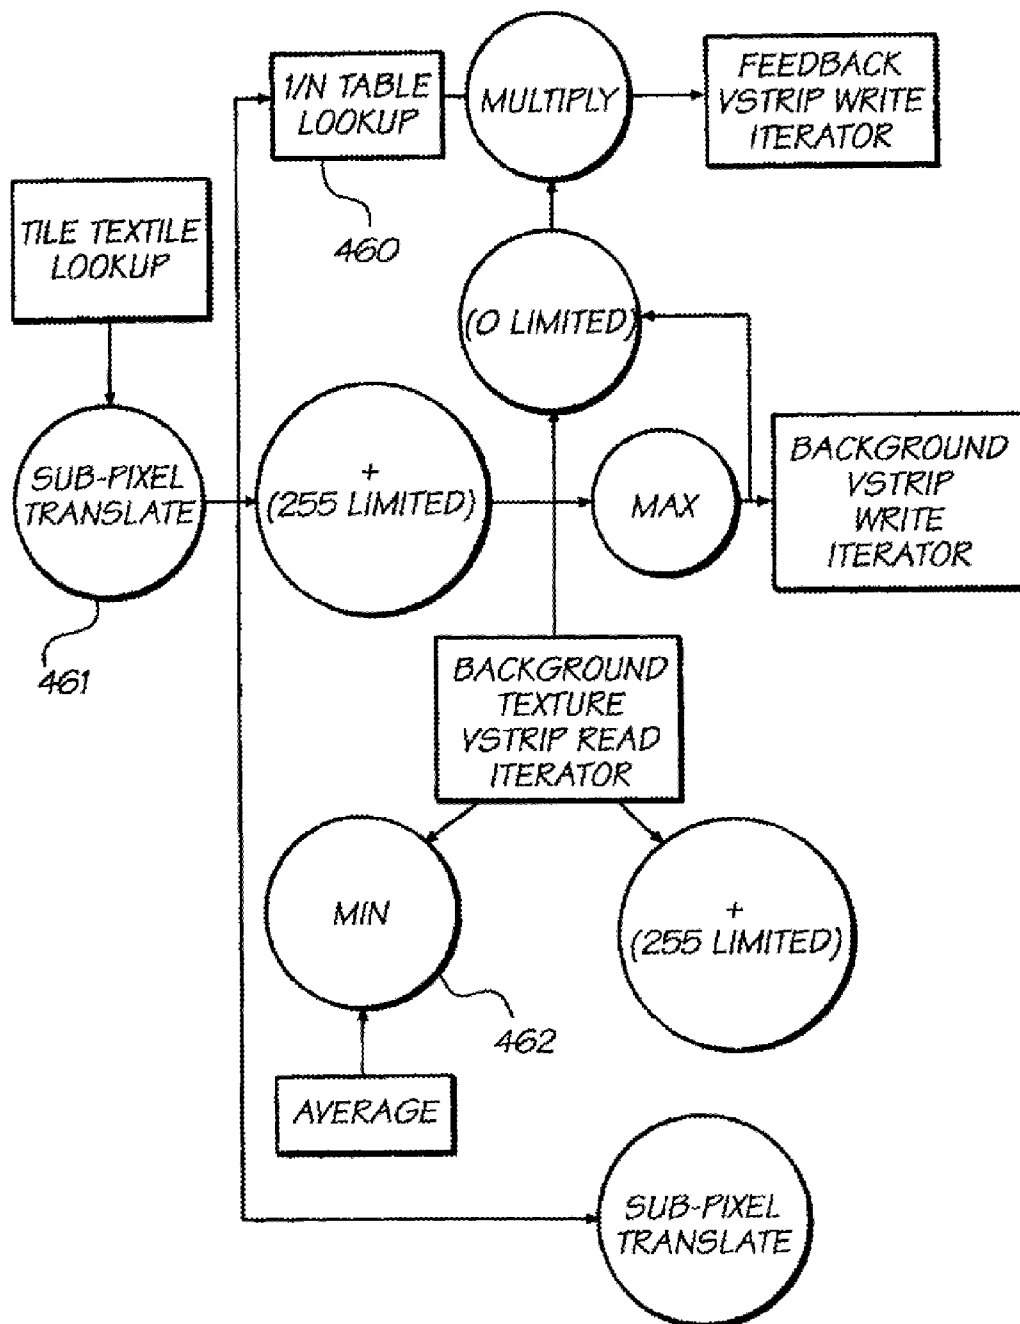 1/N TABLE
LOOKUP
MULTIPLY
FEEDBACK
VSTRIP WRITE
ITERATOR
460
TILE TEXTILE
LOOKUP
(0 LIMITED)
SUB-PIXEL
TRANSLATE
461
+
(255 LIMITED)
MAX
BACKGROUND
VSTRIP
WRITE
ITERATOR
BACKGROUND
TEXTURE
VSTRIP READ
ITERATOR
MIN
462
+
(255 LIMITED)
AVERAGE
SUB-PIXEL
TRANSLATE